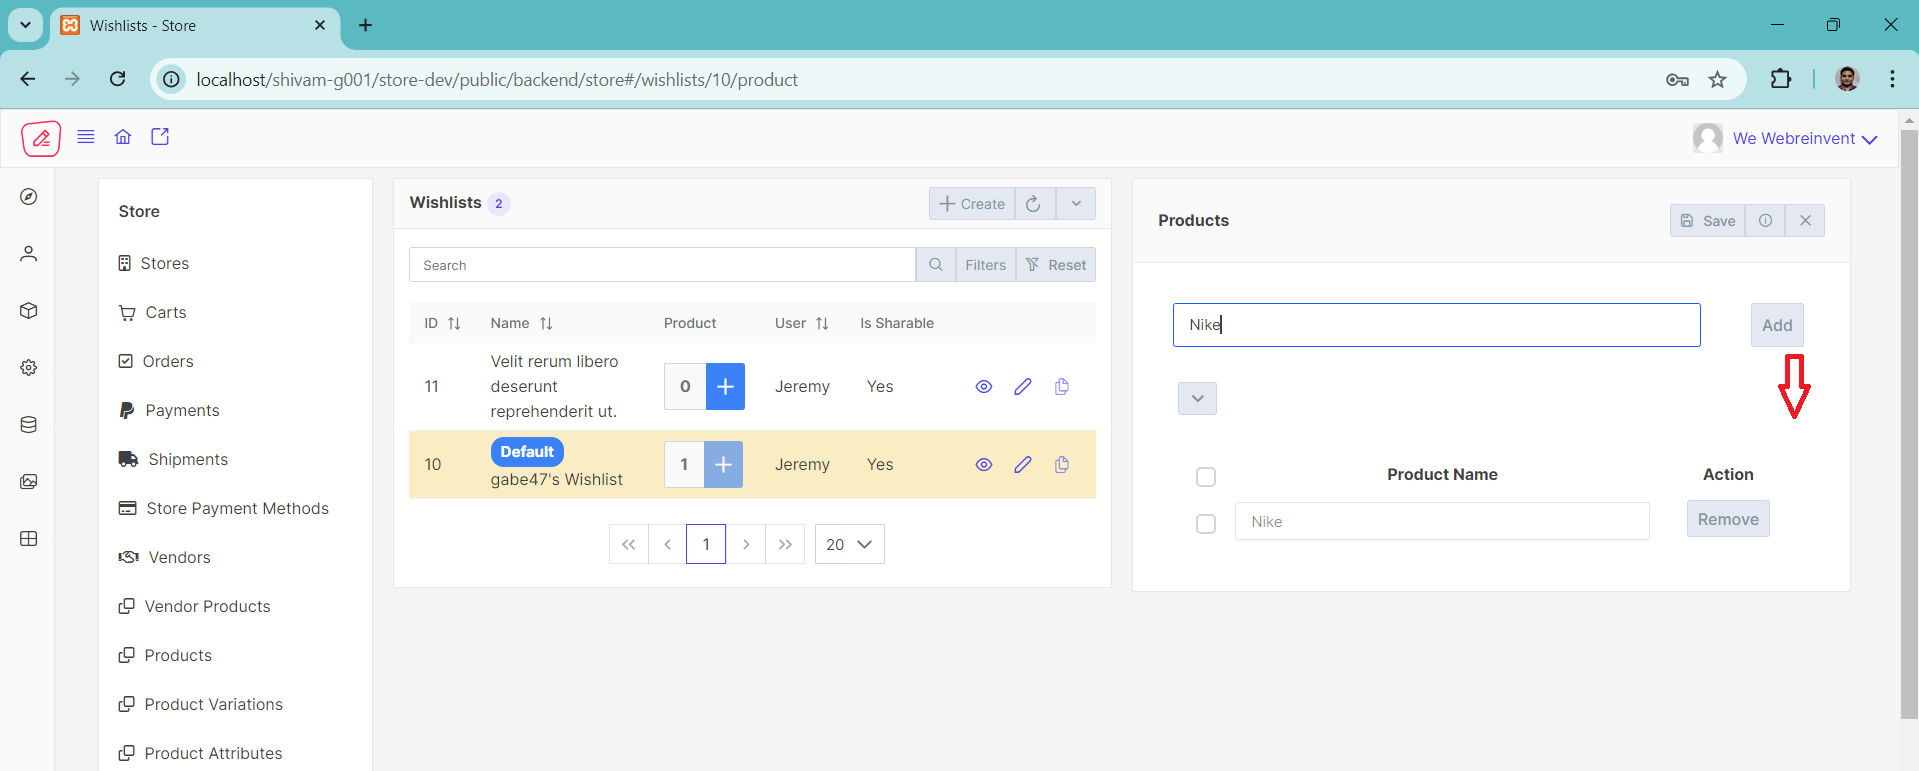 Wishlists - Store
localhost/shivam-g001/store-dev/public/backend/store#/wishlists/10/product
We Webreinvent
Store
Stores
Carts
Orders
Payments
Shipments
Store Payment Methods
Vendors
Vendor Products
Products
Product Variations
Product Attributes
Wishlists 2
Create
Search
Filters
Reset
ID Name Product User Is Sharable
11 Velit rerum libero deserunt reprehenderit ut. 0 Jeremy Yes
Default
10 gabe47's Wishlist 1 Jeremy Yes
1
20
Products
Save
Nike
Add
Product Name Action
Nike Remove